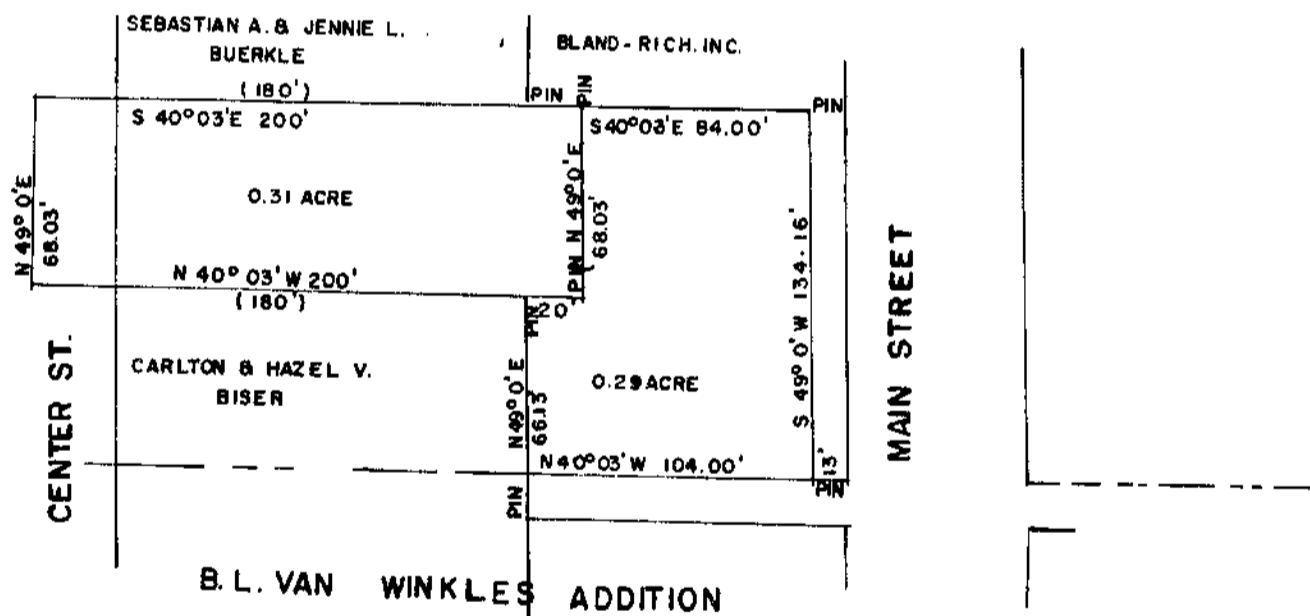 SEBASTIAN A. & JENNIE L.
BUERKLE
(180')
BLAND-RICH. INC.
PIN
PIN
PIN
S 40°03'E 200'
S 40°03'E 84.00'
N 49°0'E
68.03'
0.31 ACRE
N 49°0'E
68.03'
PIN
N 40°03'W 200'
(180')
20'
PIN
S 49°0'W 134.16'
MAIN STREET
CENTER ST.
CARLTON & HAZEL V.
BISER
N 49°0'E
66.13'
0.29 ACRE
N 40°03'W 104.00'
13'
PIN
PIN
B. L. VAN WINKLES ADDITION